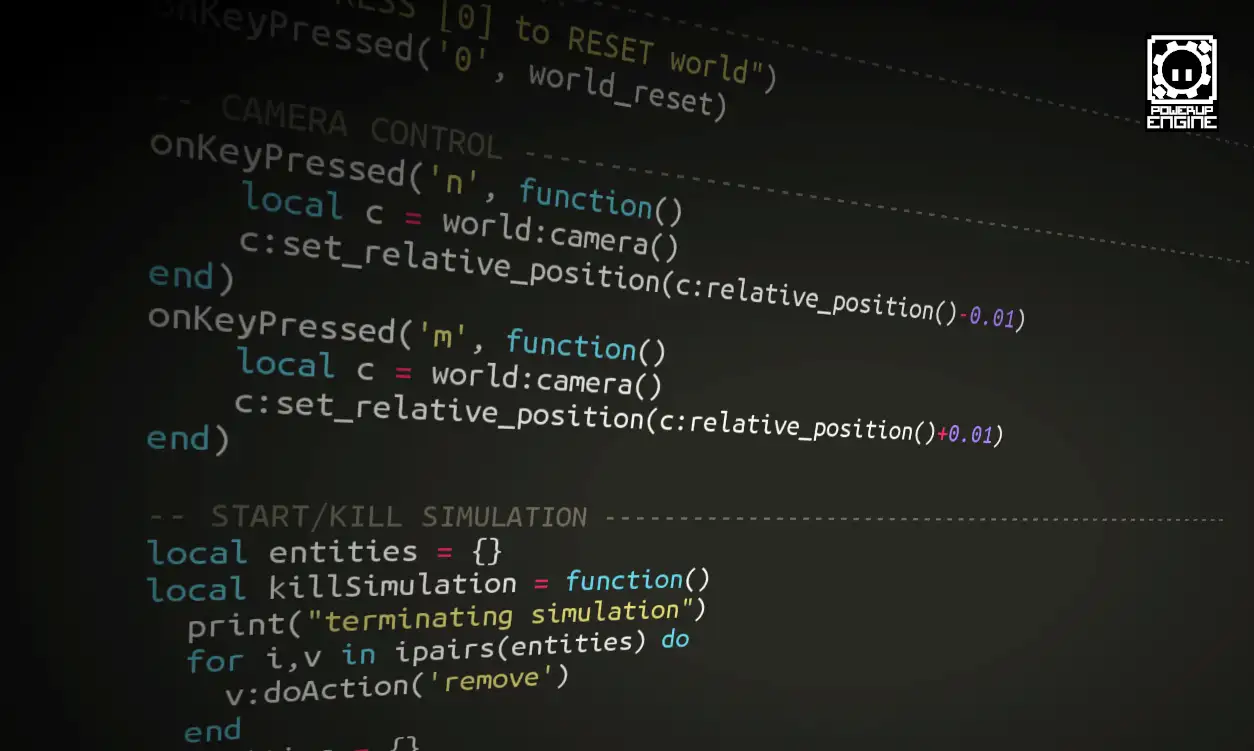 [0] to RESET world")
onKeyPressed('0', world_reset)
-- CAMERA CONTROL --------------------------------
onKeyPressed('n', function()
local c = world:camera()
c:set_relative_position(c:relative_position()-0.01)
end)
onKeyPressed('m', function()
local c = world:camera()
c:set_relative_position(c:relative_position()+0.01)
end)
-- START/KILL SIMULATION --------------------------------
local entities = {}
local killSimulation = function()
print("terminating simulation")
for i,v in ipairs(entities) do
v:doAction('remove')
end
= {}
POWERUP
ENGINE